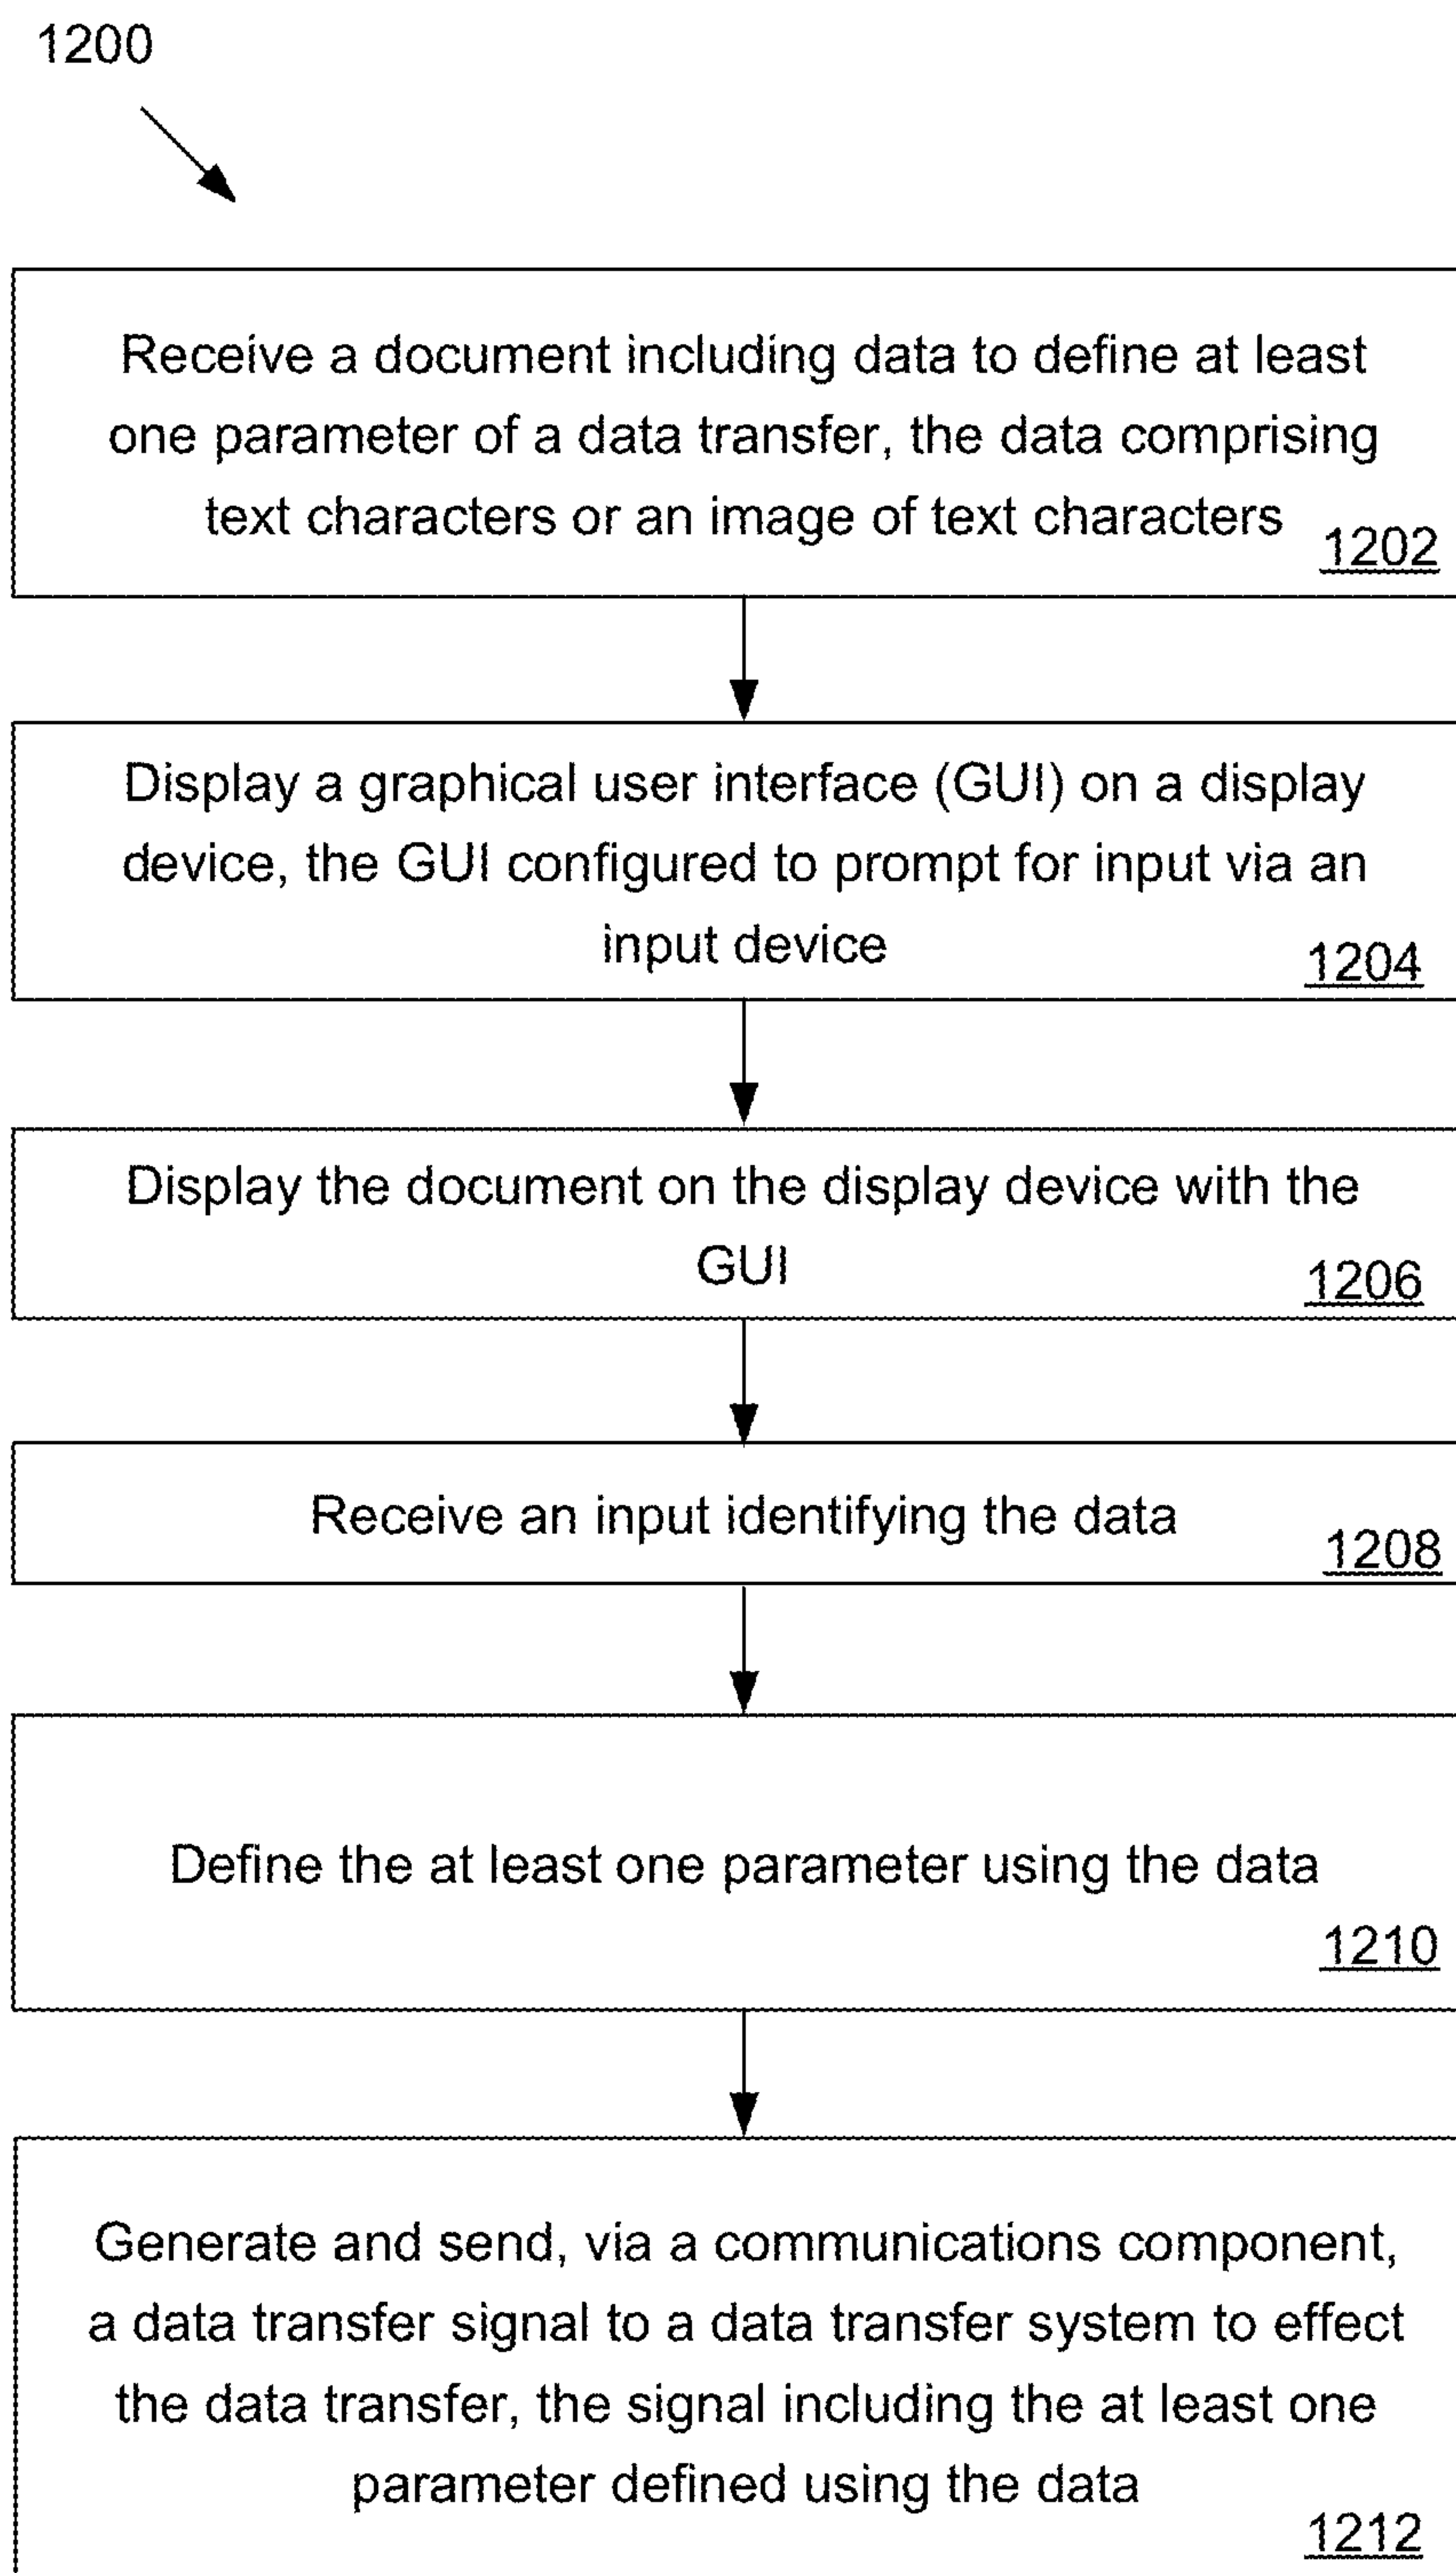 1200
Receive a document including data to define at least
one parameter of a data transfer, the data comprising
text characters or an image of text characters
1202
Display a graphical user interface (GUI) on a display
device, the GUI configured to prompt for input via an
input device
1204
Display the document on the display device with the
GUI
1206
Receive an input identifying the data
1208
Define the at least one parameter using the data
1210
Generate and send, via a communications component,
a data transfer signal to a data transfer system to effect
the data transfer, the signal including the at least one
parameter defined using the data
1212